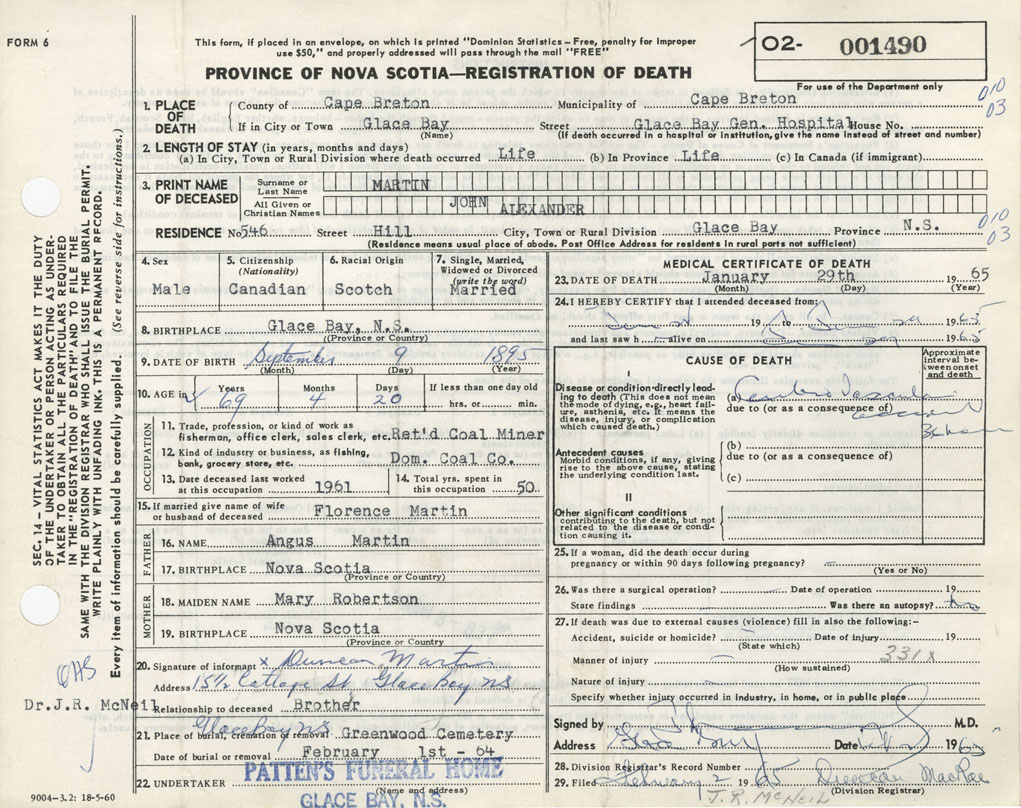 FORM 6
This form, if placed in an envelope, on which is printed "Dominion Statistics – Free, penalty for improper
use $50," and properly addressed will pass through the mail "FREE"
PROVINCE OF NOVA SCOTIA—REGISTRATION OF DEATH
102- 001490
For use of the Department only
010
03
1. PLACE OF DEATH
County of Cape Breton Municipality of Cape Breton
If in City or Town Glace Bay Street Glace Bay Gen. Hospital House No.
(Name) (If death occurred in a hospital or institution, give the name instead of street and number)
2. LENGTH OF STAY (in years, months and days)
(a) In City, Town or Rural Division where death occurred Life (b) In Province Life (c) In Canada (if immigrant)
3. PRINT NAME OF DECEASED
Surname or Last Name MARTIN
All Given or Christian Names JOHN ALEXANDER
010
03
RESIDENCE No 546 Street Hill City, Town or Rural Division Glace Bay Province N.S.
(Residence means usual place of abode. Post Office Address for residents in rural parts not sufficient)
4. Sex Male
5. Citizenship (Nationality) Canadian
6. Racial Origin Scotch
7. Single, Married, Widowed or Divorced (write the word) Married
8. BIRTHPLACE Glace Bay, N.S.
(Province or Country)
9. DATE OF BIRTH September 9 1895
(Month) (Day) (Year)
10. AGE in Years 69 Months 4 Days 20 If less than one day old hrs. or min.
OCCUPATION
11. Trade, profession, or kind of work as
fisherman, office clerk, sales clerk, etc. Ret'd Coal Miner
12. Kind of industry or business, as fishing,
bank, grocery store, etc. Dom. Coal Co.
13. Date deceased last worked
at this occupation 1961
14. Total yrs. spent in
this occupation 50
15. If married give name of wife
or husband of deceased Florence Martin
FATHER
16. NAME Angus Martin
17. BIRTHPLACE Nova Scotia
(Province or Country)
MOTHER
18. MAIDEN NAME Mary Robertson
19. BIRTHPLACE Nova Scotia
(Province or Country)
20. Signature of informant x Duncan Martin
Address 15½ Cottage St. Glace Bay NS
Relationship to deceased Brother
Glace Bay NS
21. Place of burial, cremation or removal Greenwood Cemetery
Date of burial or removal February 1st - 64
22. UNDERTAKER PATTEN'S FUNERAL HOME
(Name and address)
GLACE BAY, N.S.
MEDICAL CERTIFICATE OF DEATH
23. DATE OF DEATH January 29th 1965
(Month) (Day) (Year)
24. I HEREBY CERTIFY that I attended deceased from:
19 to 1965
and last saw h alive on 1965
CAUSE OF DEATH
Approximate interval between onset and death
I
Disease or condition directly leading
to death (This does not mean
the mode of dying, e.g., heart failure,
asthenia, etc. It means the
disease, injury, or complication
which caused death.)
(a)
due to (or as a consequence of)
Antecedent causes
Morbid conditions, if any, giving
rise to the above cause, stating
the underlying condition last.
(b)
due to (or as a consequence of)
(c)
II
Other significant conditions
contributing to the death, but not
related to the disease or condition
causing it.
25. If a woman, did the death occur during
pregnancy or within 90 days following pregnancy?
(Yes or No)
26. Was there a surgical operation? Date of operation 19
State findings Was there an autopsy? no
27. If death was due to external causes (violence) fill in also the following:-
Accident, suicide or homicide? Date of injury 19
(State which)
331x
Manner of injury
(How sustained)
Nature of injury
Specify whether injury occurred in industry, in home, or in public place
Signed by M.D.
Address Date 1965
28. Division Registrar's Record Number
29. Filed February 2 1965 Duncan MacRae
(Division Registrar)
J.R. MCNEIL
SEC. 14 – VITAL STATISTICS ACT MAKES IT THE DUTY
OF THE UNDERTAKER OR PERSON ACTING AS UNDERTAKER
TO OBTAIN ALL THE PARTICULARS REQUIRED
IN THE "REGISTRATION OF DEATH" AND TO FILE THE
SAME WITH THE DIVISION REGISTRAR WHO SHALL ISSUE THE BURIAL PERMIT.
WRITE PLAINLY WITH UNFADING INK. THIS IS A PERMANENT RECORD.
Every item of information should be carefully supplied. (See reverse side for instructions.)
Dr.J.R. McNeil
9004-3.2: 18-5-60